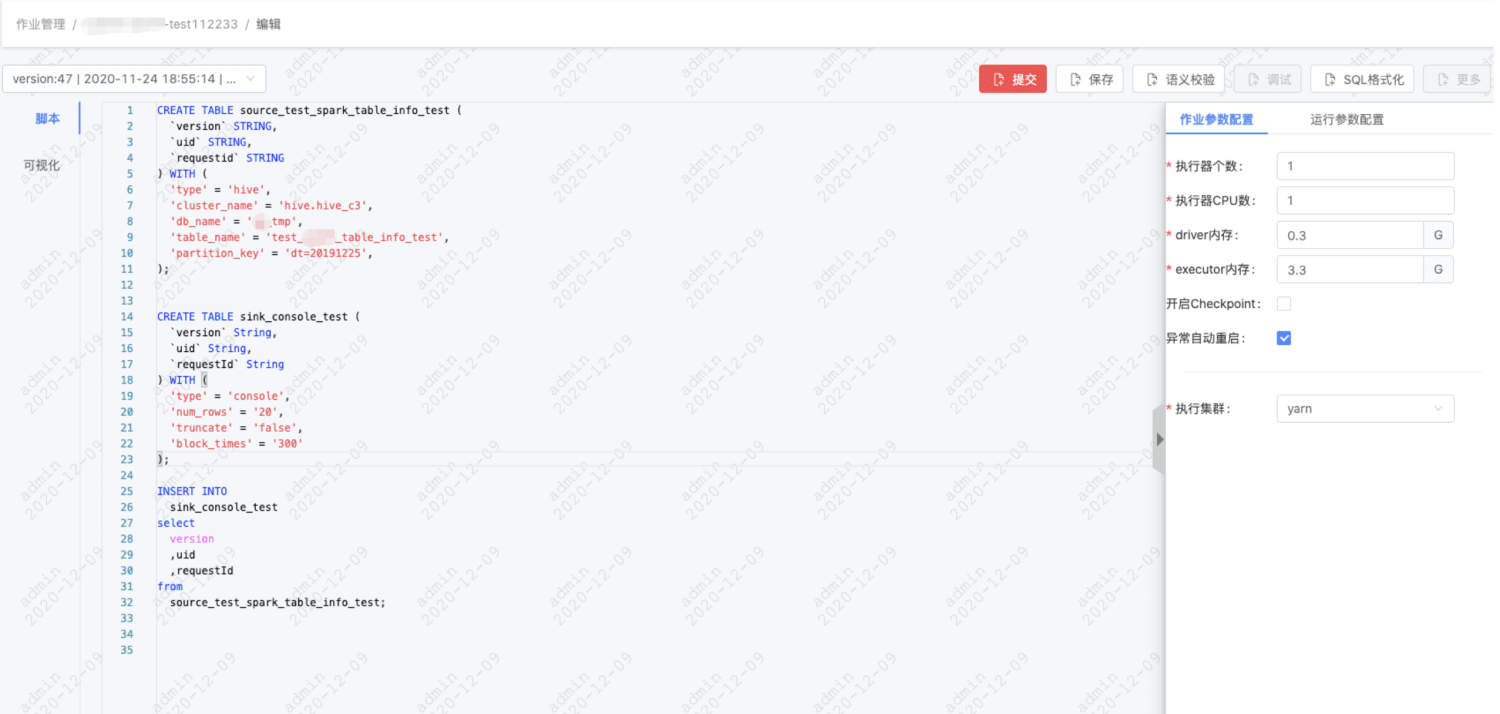 作业管理 / -test112233 / 编辑
version:47 | 2020-11-24 18:55:14 | ...
提交 保存 语义校验 调试 SQL格式化 更多
脚本
可视化
1 CREATE TABLE source_test_spark_table_info_test (
2 `version` STRING,
3 `uid` STRING,
4 `requestid` STRING
5 ) WITH (
6 'type' = 'hive',
7 'cluster_name' = 'hive.hive_c3',
8 'db_name' = ' _tmp',
9 'table_name' = 'test_ _table_info_test',
10 'partition_key' = 'dt=20191225',
11 );
12
13
14 CREATE TABLE sink_console_test (
15 `version` String,
16 `uid` String,
17 `requestId` String
18 ) WITH (
19 'type' = 'console',
20 'num_rows' = '20',
21 'truncate' = 'false',
22 'block_times' = '300'
23 );
24
25 INSERT INTO
26 sink_console_test
27 select
28 version
29 ,uid
30 ,requestId
31 from
32 source_test_spark_table_info_test;
33
34
35
作业参数配置 运行参数配置
* 执行器个数: 1
* 执行器CPU数: 1
* driver内存: 0.3 G
* executor内存: 3.3 G
开启Checkpoint:
异常自动重启:
* 执行集群: yarn
admin
2020-12-09